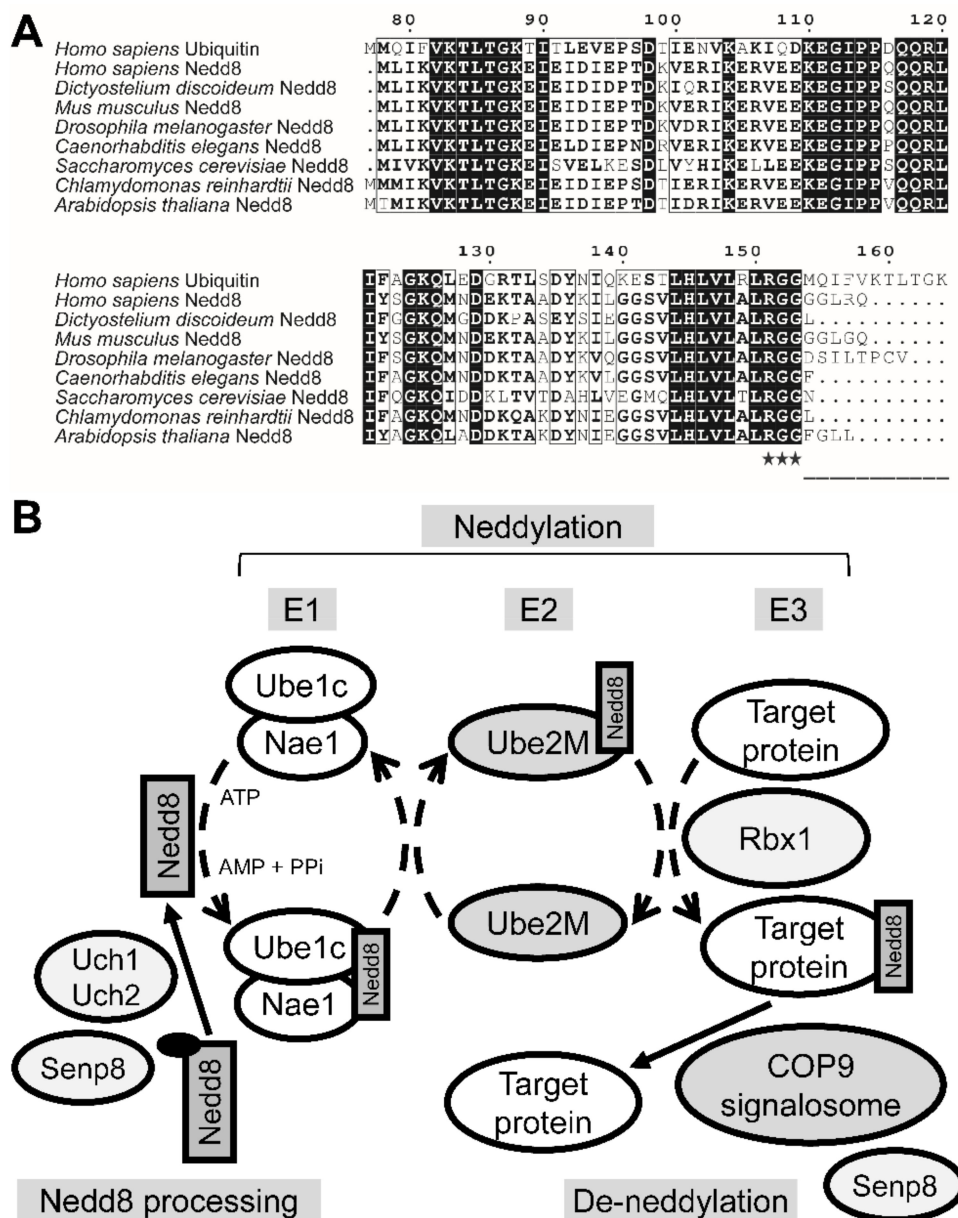 A
80 90 100 110 120
Homo sapiens Ubiquitin MMQIFVKTLTGKTITLEVEPSDTIENVKAKIQDKEGIPPDQQRL
Homo sapiens Nedd8 .MLIKVKTLTGKEIEIDIEPTDKVERIKERVEEKEGIPPQQQRL
Dictyostelium discoideum Nedd8 .MLIKVKTLTGKEIEIDIDPTDKIQRIKERVEEKEGIPPSQQRL
Mus musculus Nedd8 .MLIKVKTLTGKEIEIDIEPTDKVERIKERVEEKEGIPPQQQRL
Drosophila melanogaster Nedd8 .MLIKVKTLTGKEIEIDIEPTDKVDRIKERVEEKEGIPPQQQRL
Caenorhabditis elegans Nedd8 .MLIKVKTLTGKEIELDIEPNDRVERIKEKVEEKEGIPPPQQRL
Saccharomyces cerevisiae Nedd8 .MIVKVKTLTGKEISVELKESDLVYHIKELLEEKEGIPPSQQRL
Chlamydomonas reinhardtii Nedd8 MMMIKVKTLTGKEIEIDIEPSDTIERIKERVEEKEGIPPVQQRL
Arabidopsis thaliana Nedd8 MTMIKVKTLTGKEIEIDIEPTDTIDRIKERVEEKEGIPPVQQRL
130 140 150 160
Homo sapiens Ubiquitin IFAGKQLEDGRTLSDYNIQKESTLHLVLRLRGGMQIFVKTLTGK
Homo sapiens Nedd8 IYSGKQMNDEKTAADYKILGGSVLHLVLALRGGGGLRQ......
Dictyostelium discoideum Nedd8 IFGGKQMGDDKPASEYSIEGGSVLHLVLALRGGL..........
Mus musculus Nedd8 IYSGKQMNDEKTAADYKILGGSVLHLVLALRGGGGLGQ......
Drosophila melanogaster Nedd8 IFSGKQMNDDKTAADYKVQGGSVLHLVLALRGGDSILTPCV...
Caenorhabditis elegans Nedd8 IFAGKQMNDDKTAADYKVLGGSVLHLVLALRGGF..........
Saccharomyces cerevisiae Nedd8 IFQGKQIDDKLTVTDAHLVEGMQLHLVLTLRGGN..........
Chlamydomonas reinhardtii Nedd8 IFAGKQMNDDKQAKDYNIEGGSVLHLVLALRGGL..........
Arabidopsis thaliana Nedd8 IYAGKQLADDKTAKDYNIEGGSVLHLVLALRGGFGLL.......
★★★
B
Neddylation
E1 E2 E3
Ube1c
Nae1
Ube2M
Nedd8
Target
protein
Nedd8
ATP
AMP + PPi
Rbx1
Ube1c
Nae1
Nedd8
Ube2M
Target
protein
Nedd8
Uch1
Uch2
Senp8
Nedd8
Target
protein
COP9
signalosome
Senp8
Nedd8 processing
De-neddylation